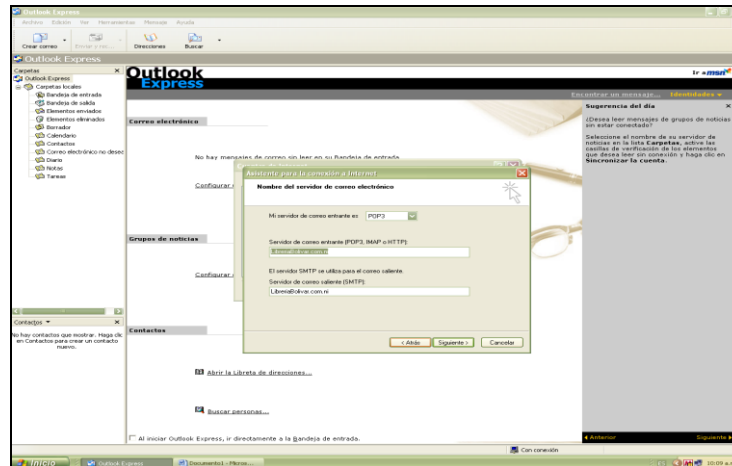 Outlook Express
Archivo Edición Ver Herramientas Mensaje Ayuda
Crear correo
Direcciones
Buscar
Outlook Express
Carpetas
Outlook Express
Carpetas locales
Bandeja de entrada
Bandeja de salida
Elementos enviados
Elementos eliminados
Borrador
Calendario
Contactos
Correo electrónico no desec
Diario
Notas
Tareas
Contactos
No hay contactos que mostrar. Haga clic
en Contactos para crear un contacto
nuevo.
Outlook
Express
Ir a msn
Encontrar un mensaje... Identidades
Correo electrónico
No hay mensajes de correo sin leer en su Bandeja de entrada
Configurar
Grupos de noticias
Configurar
Contactos
Abrir la Libreta de direcciones...
Buscar personas...
Al iniciar Outlook Express, ir directamente a la Bandeja de entrada.
Asistente para la conexión a Internet
Nombre del servidor de correo electrónico
Mi servidor de correo entrante es POP3
Servidor de correo entrante (POP3, IMAP o HTTP):
El servidor SMTP se utiliza para el correo saliente.
Servidor de correo saliente (SMTP):
LibreriaBolivar.com.ni
< Atrás Siguiente > Cancelar
Sugerencia del día
¿Desea leer mensajes de grupos de noticias
sin estar conectado?
Seleccione el nombre de su servidor de
noticias en la lista Carpetas, active las
casillas de verificación de los elementos
que desea leer sin conexión y haga clic en
Sincronizar la cuenta.
Anterior Siguiente
Con conexión
Inicio
Outlook Express
Documento1 - Micros...
10:09 a.m.